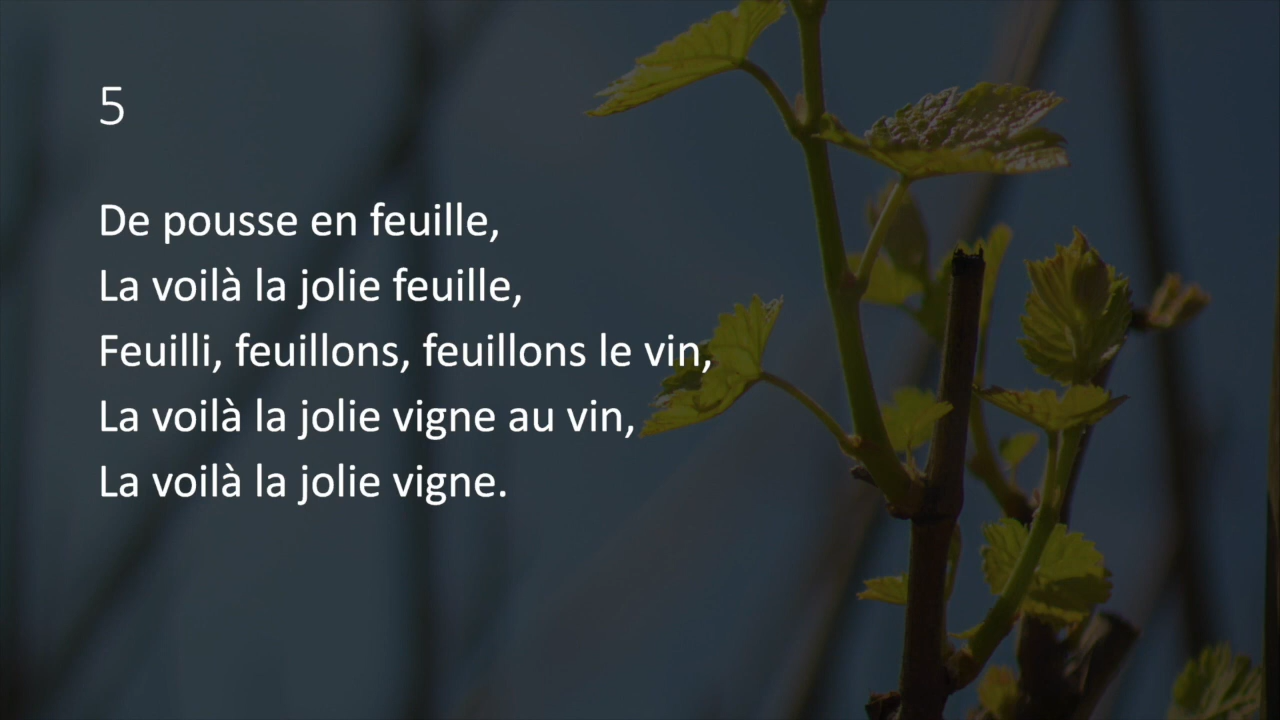 5
De pousse en feuille,
La voilà la jolie feuille,
Feuilli, feuillons, feuillons le vin,
La voilà la jolie vigne au vin,
La voilà la jolie vigne.